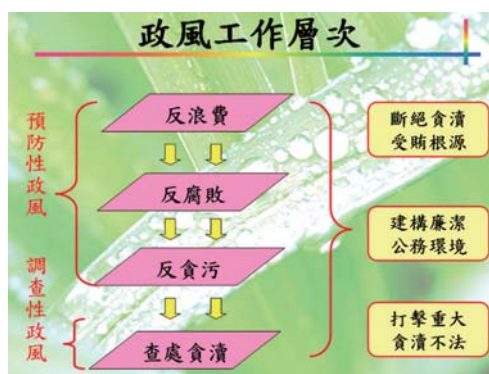 政風工作層次
預防性政風
調查性政風
反浪費
反腐敗
反貪污
查處貪瀆
斷絕貪瀆
受賄根源
建構廉潔
公務環境
打擊重大
貪瀆不法